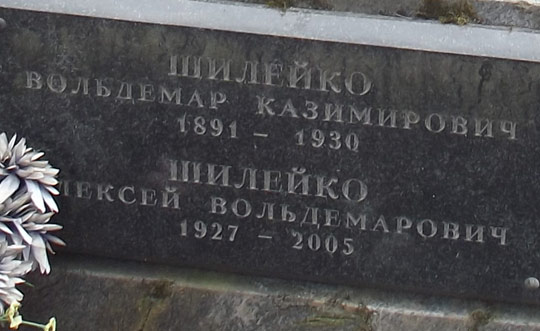 ШИЛЕЙКО
ВОЛЬДЕМАР КАЗИМИРОВИЧ
1891 – 1930
ШИЛЕЙКО
ЛЕКСЕЙ ВОЛЬДЕМАРОВИЧ
1927 – 2005